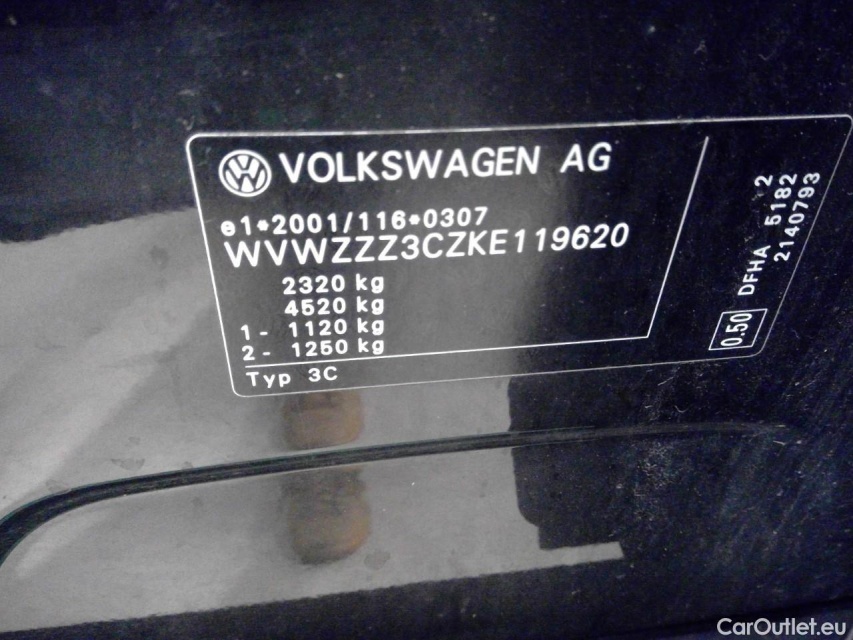 VOLKSWAGEN AG
e1*2001/116*0307
WVWZZZ3CZKE119620
2320 kg
4520 kg
1 - 1120 kg
2 - 1250 kg
Typ 3C
0.50 DFHA 5182 2
2140793
CarOutlet.eu